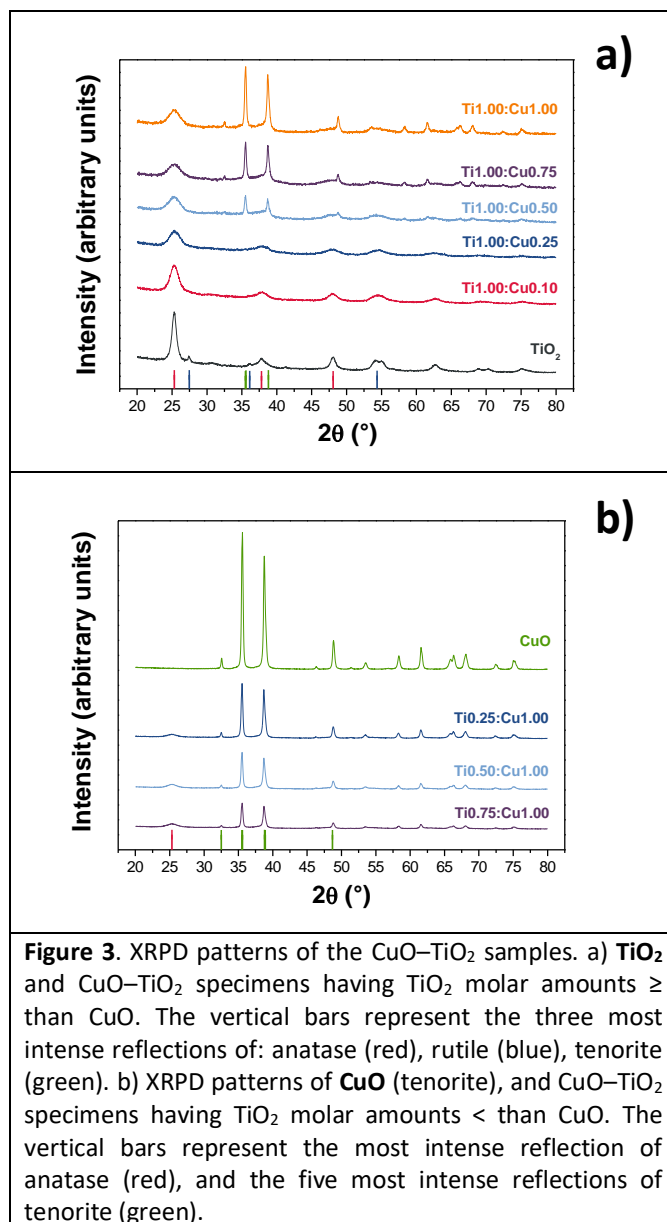 a)
Intensity (arbitrary units)
Ti1.00:Cu1.00
Ti1.00:Cu0.75
Ti1.00:Cu0.50
Ti1.00:Cu0.25
Ti1.00:Cu0.10
TiO₂
20 25 30 35 40 45 50 55 60 65 70 75 80
2θ (°)
b)
Intensity (arbitrary units)
CuO
Ti0.25:Cu1.00
Ti0.50:Cu1.00
Ti0.75:Cu1.00
20 25 30 35 40 45 50 55 60 65 70 75 80
2θ (°)
Figure 3. XRPD patterns of the CuO–TiO₂ samples. a) TiO₂
and CuO–TiO₂ specimens having TiO₂ molar amounts ≥
than CuO. The vertical bars represent the three most
intense reflections of: anatase (red), rutile (blue), tenorite
(green). b) XRPD patterns of CuO (tenorite), and CuO–TiO₂
specimens having TiO₂ molar amounts < than CuO. The
vertical bars represent the most intense reflection of
anatase (red), and the five most intense reflections of
tenorite (green).